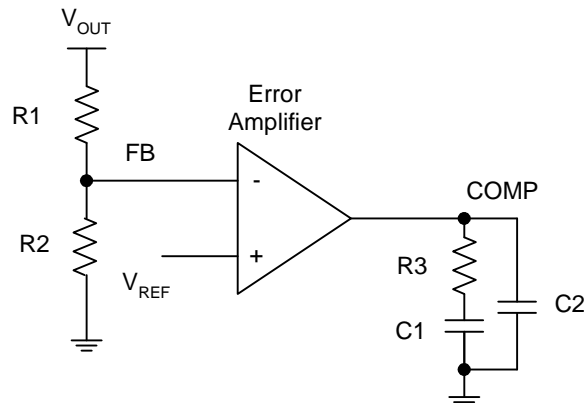 VOUT
R1
Error
Amplifier
FB
-
COMP
R2
+
R3
VREF
C2
C1